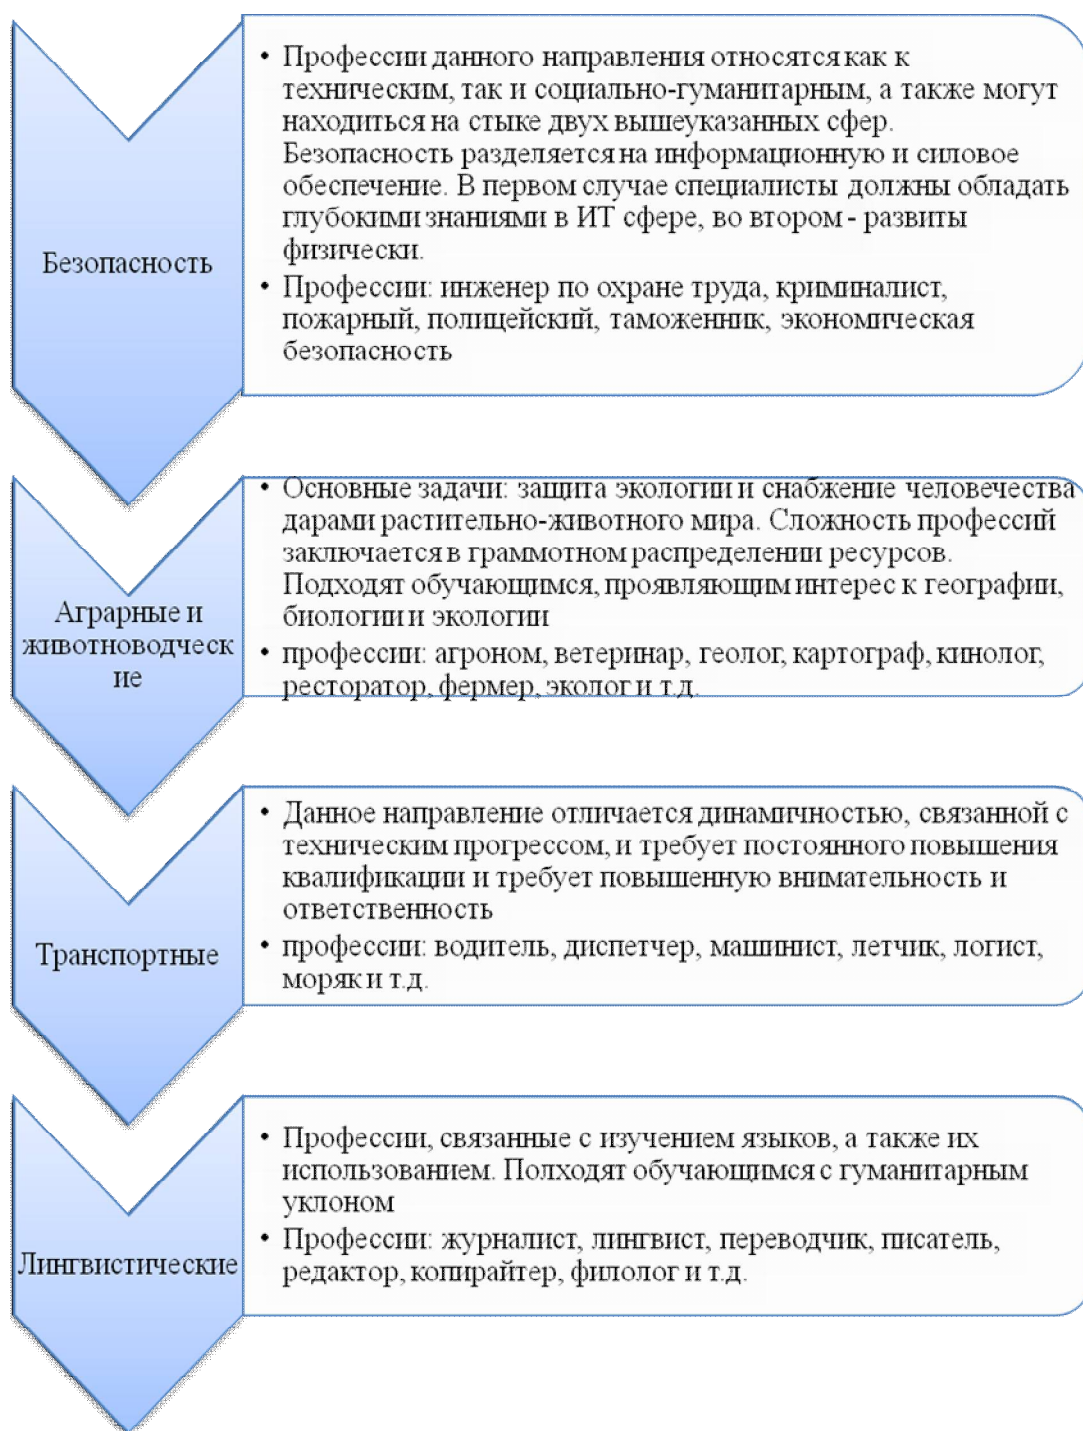 Безопасность
• Профессии данного направления относятся как к
техническим, так и социально-гуманитарным, а также могут
находиться на стыке двух вышеуказанных сфер.
Безопасность разделяется на информационную и силовое
обеспечение. В первом случае специалисты должны обладать
глубокими знаниями в ИТ сфере, во втором - развиты
физически.
• Профессии: инженер по охране труда, криминалист,
пожарный, полицейский, таможенник, экономическая
безопасность
Аграрные и
животноводческ
ие
• Основные задачи: защита экологии и снабжение человечества
дарами растительно-животного мира. Сложность профессий
заключается в граммотном распределении ресурсов.
Подходят обучающимся, проявляющим интерес к географии,
биологии и экологии
• профессии: агроном, ветеринар, геолог, картограф, кинолог,
ресторатор, фермер, эколог и т.д.
Транспортные
• Данное направление отличается динамичностью, связанной с
техническим прогрессом, и требует постоянного повышения
квалификации и требует повышенную внимательность и
ответственность
• профессии: водитель, диспетчер, машинист, летчик, логист,
моряк и т.д.
Лингвистические
• Профессии, связанные с изучением языков, а также их
использованием. Полходят обучающимся с гуманитарным
уклоном
• Профессии: журналист, лингвист, переводчик, писатель,
редактор, копирайтер, филолог и т.д.